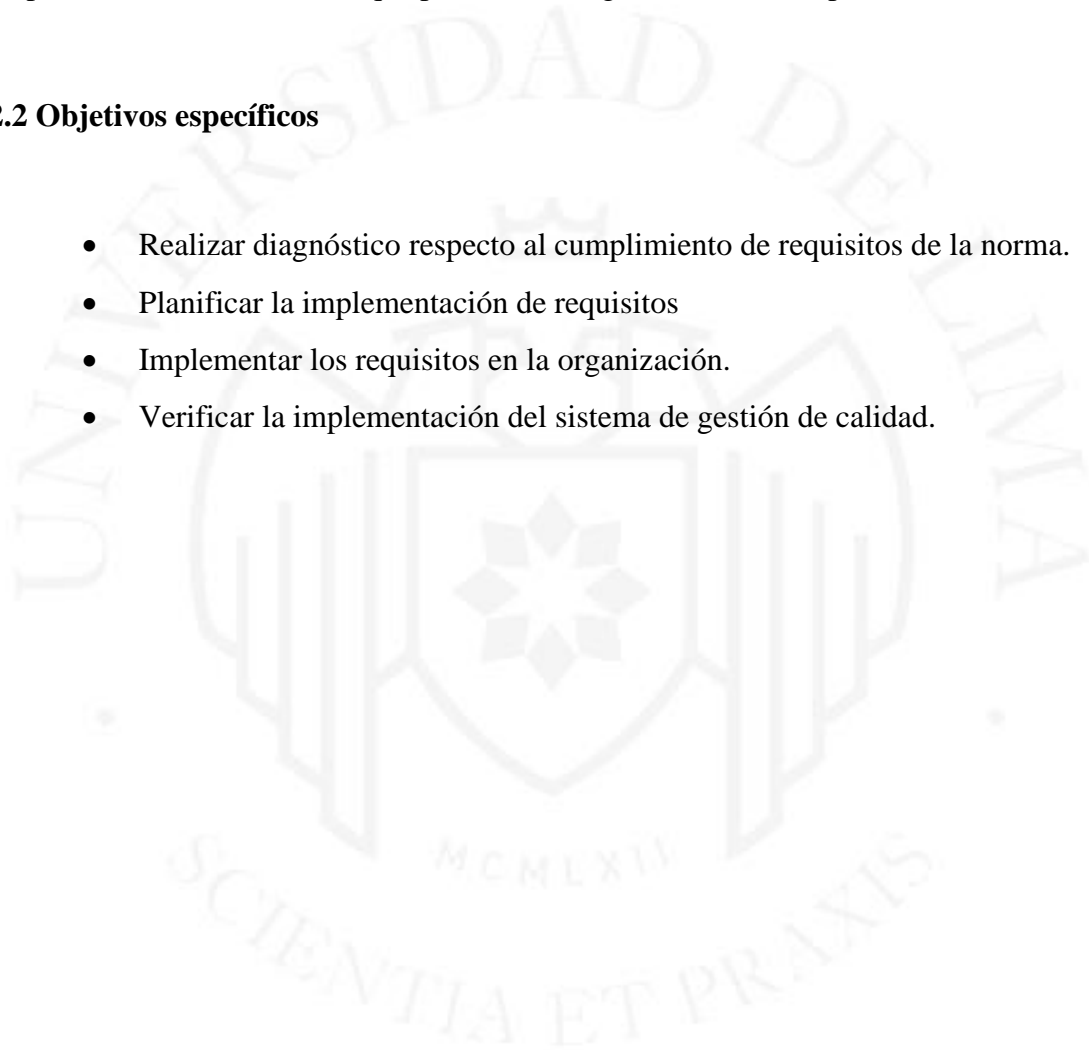 2.2 Objetivos específicos
• Realizar diagnóstico respecto al cumplimiento de requisitos de la norma.
• Planificar la implementación de requisitos
• Implementar los requisitos en la organización.
• Verificar la implementación del sistema de gestión de calidad.
UNIVERSIDAD DE LIMA
MCMLXII
SCIENTIA ET PRAXIS